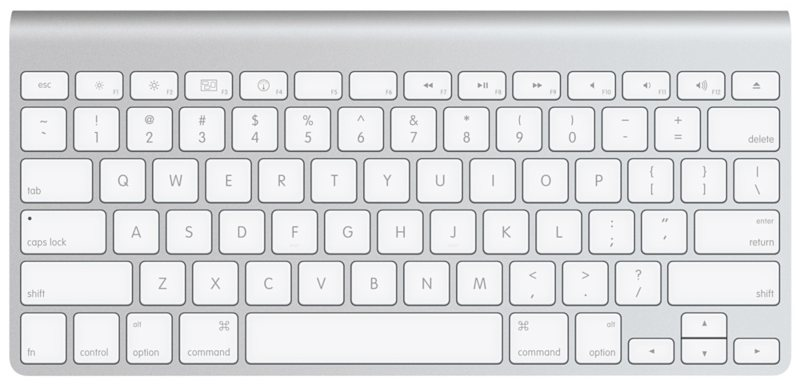 esc F1 F2 F3 F4 F5 F6 F7 F8 F9 F10 F11 F12
~ ! @ # $ % ^ & * ( ) – +
` 1 2 3 4 5 6 7 8 9 0 - = delete
tab Q W E R T Y U I O P { [ } ] | \
caps lock A S D F G H J K L : ; " ' enter return
shift Z X C V B N M < , > . ? / shift
fn control alt option ⌘ command ⌘ command alt option ◄ ▲ ▼ ►